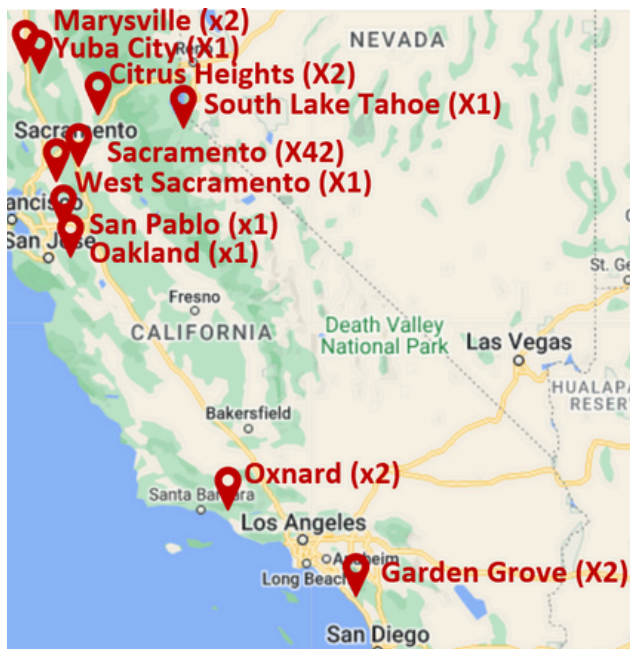 Marysville (x2)
Yuba City (X1)
Reno
NEVADA
Citrus Heights (X2)
South Lake Tahoe (X1)
Sacramento
Sacramento (X42)
West Sacramento (X1)
ancisco
San Pablo (x1)
San Jose
Oakland (x1)
St. Ge
Fresno
CALIFORNIA
Death Valley
National Park
Las Vegas
HUALAPA
RESER
Bakersfield
Oxnard (x2)
Santa Barbara
Los Angeles
Anaheim
Long Beach
Garden Grove (X2)
San Diego